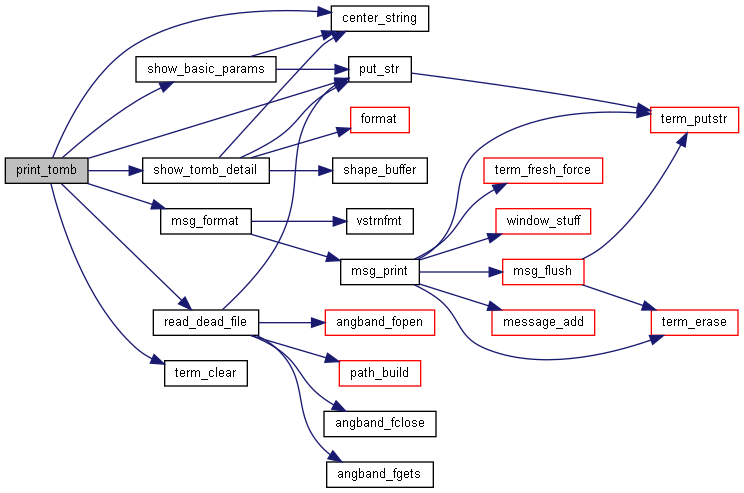 center_string
show_basic_params
put_str
format
term_putstr
print_tomb
show_tomb_detail
shape_buffer
term_fresh_force
msg_format
vstrnfmt
window_stuff
msg_print
msg_flush
read_dead_file
angband_fopen
message_add
term_erase
term_clear
path_build
angband_fclose
angband_fgets